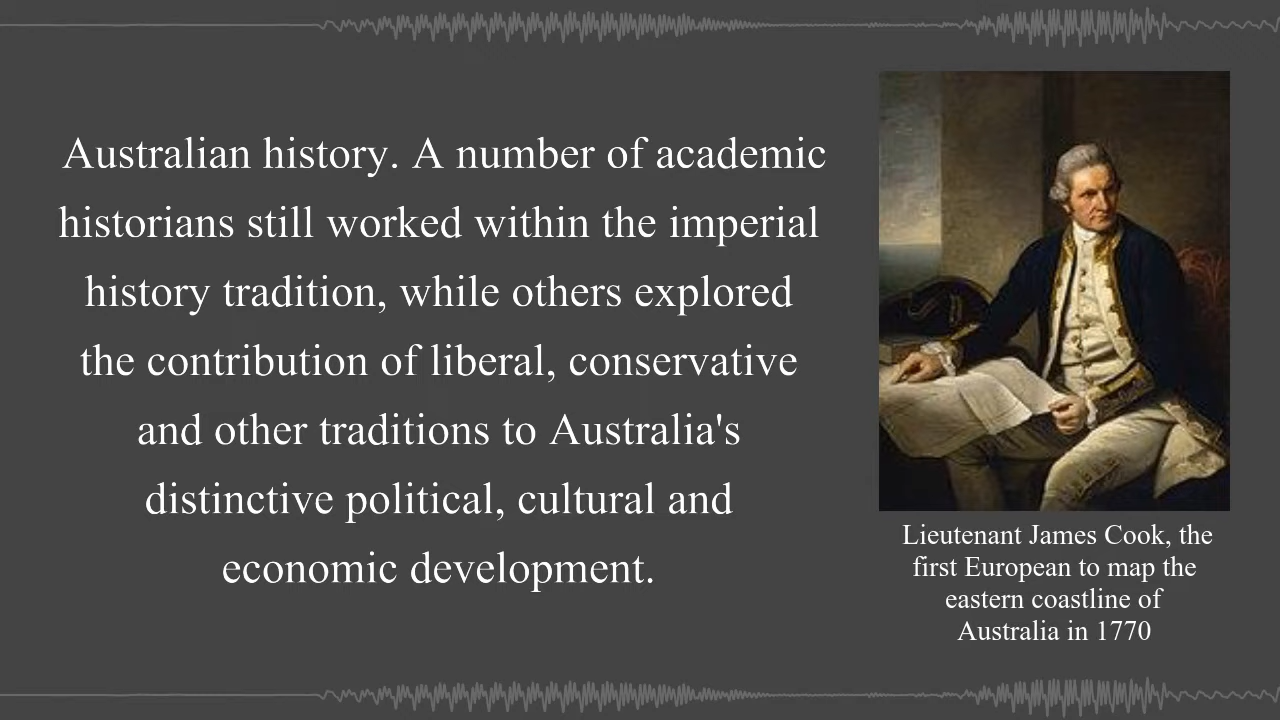 Australian history. A number of academic
historians still worked within the imperial
history tradition, while others explored
the contribution of liberal, conservative
and other traditions to Australia's
distinctive political, cultural and
economic development.
Lieutenant James Cook, the
first European to map the
eastern coastline of
Australia in 1770